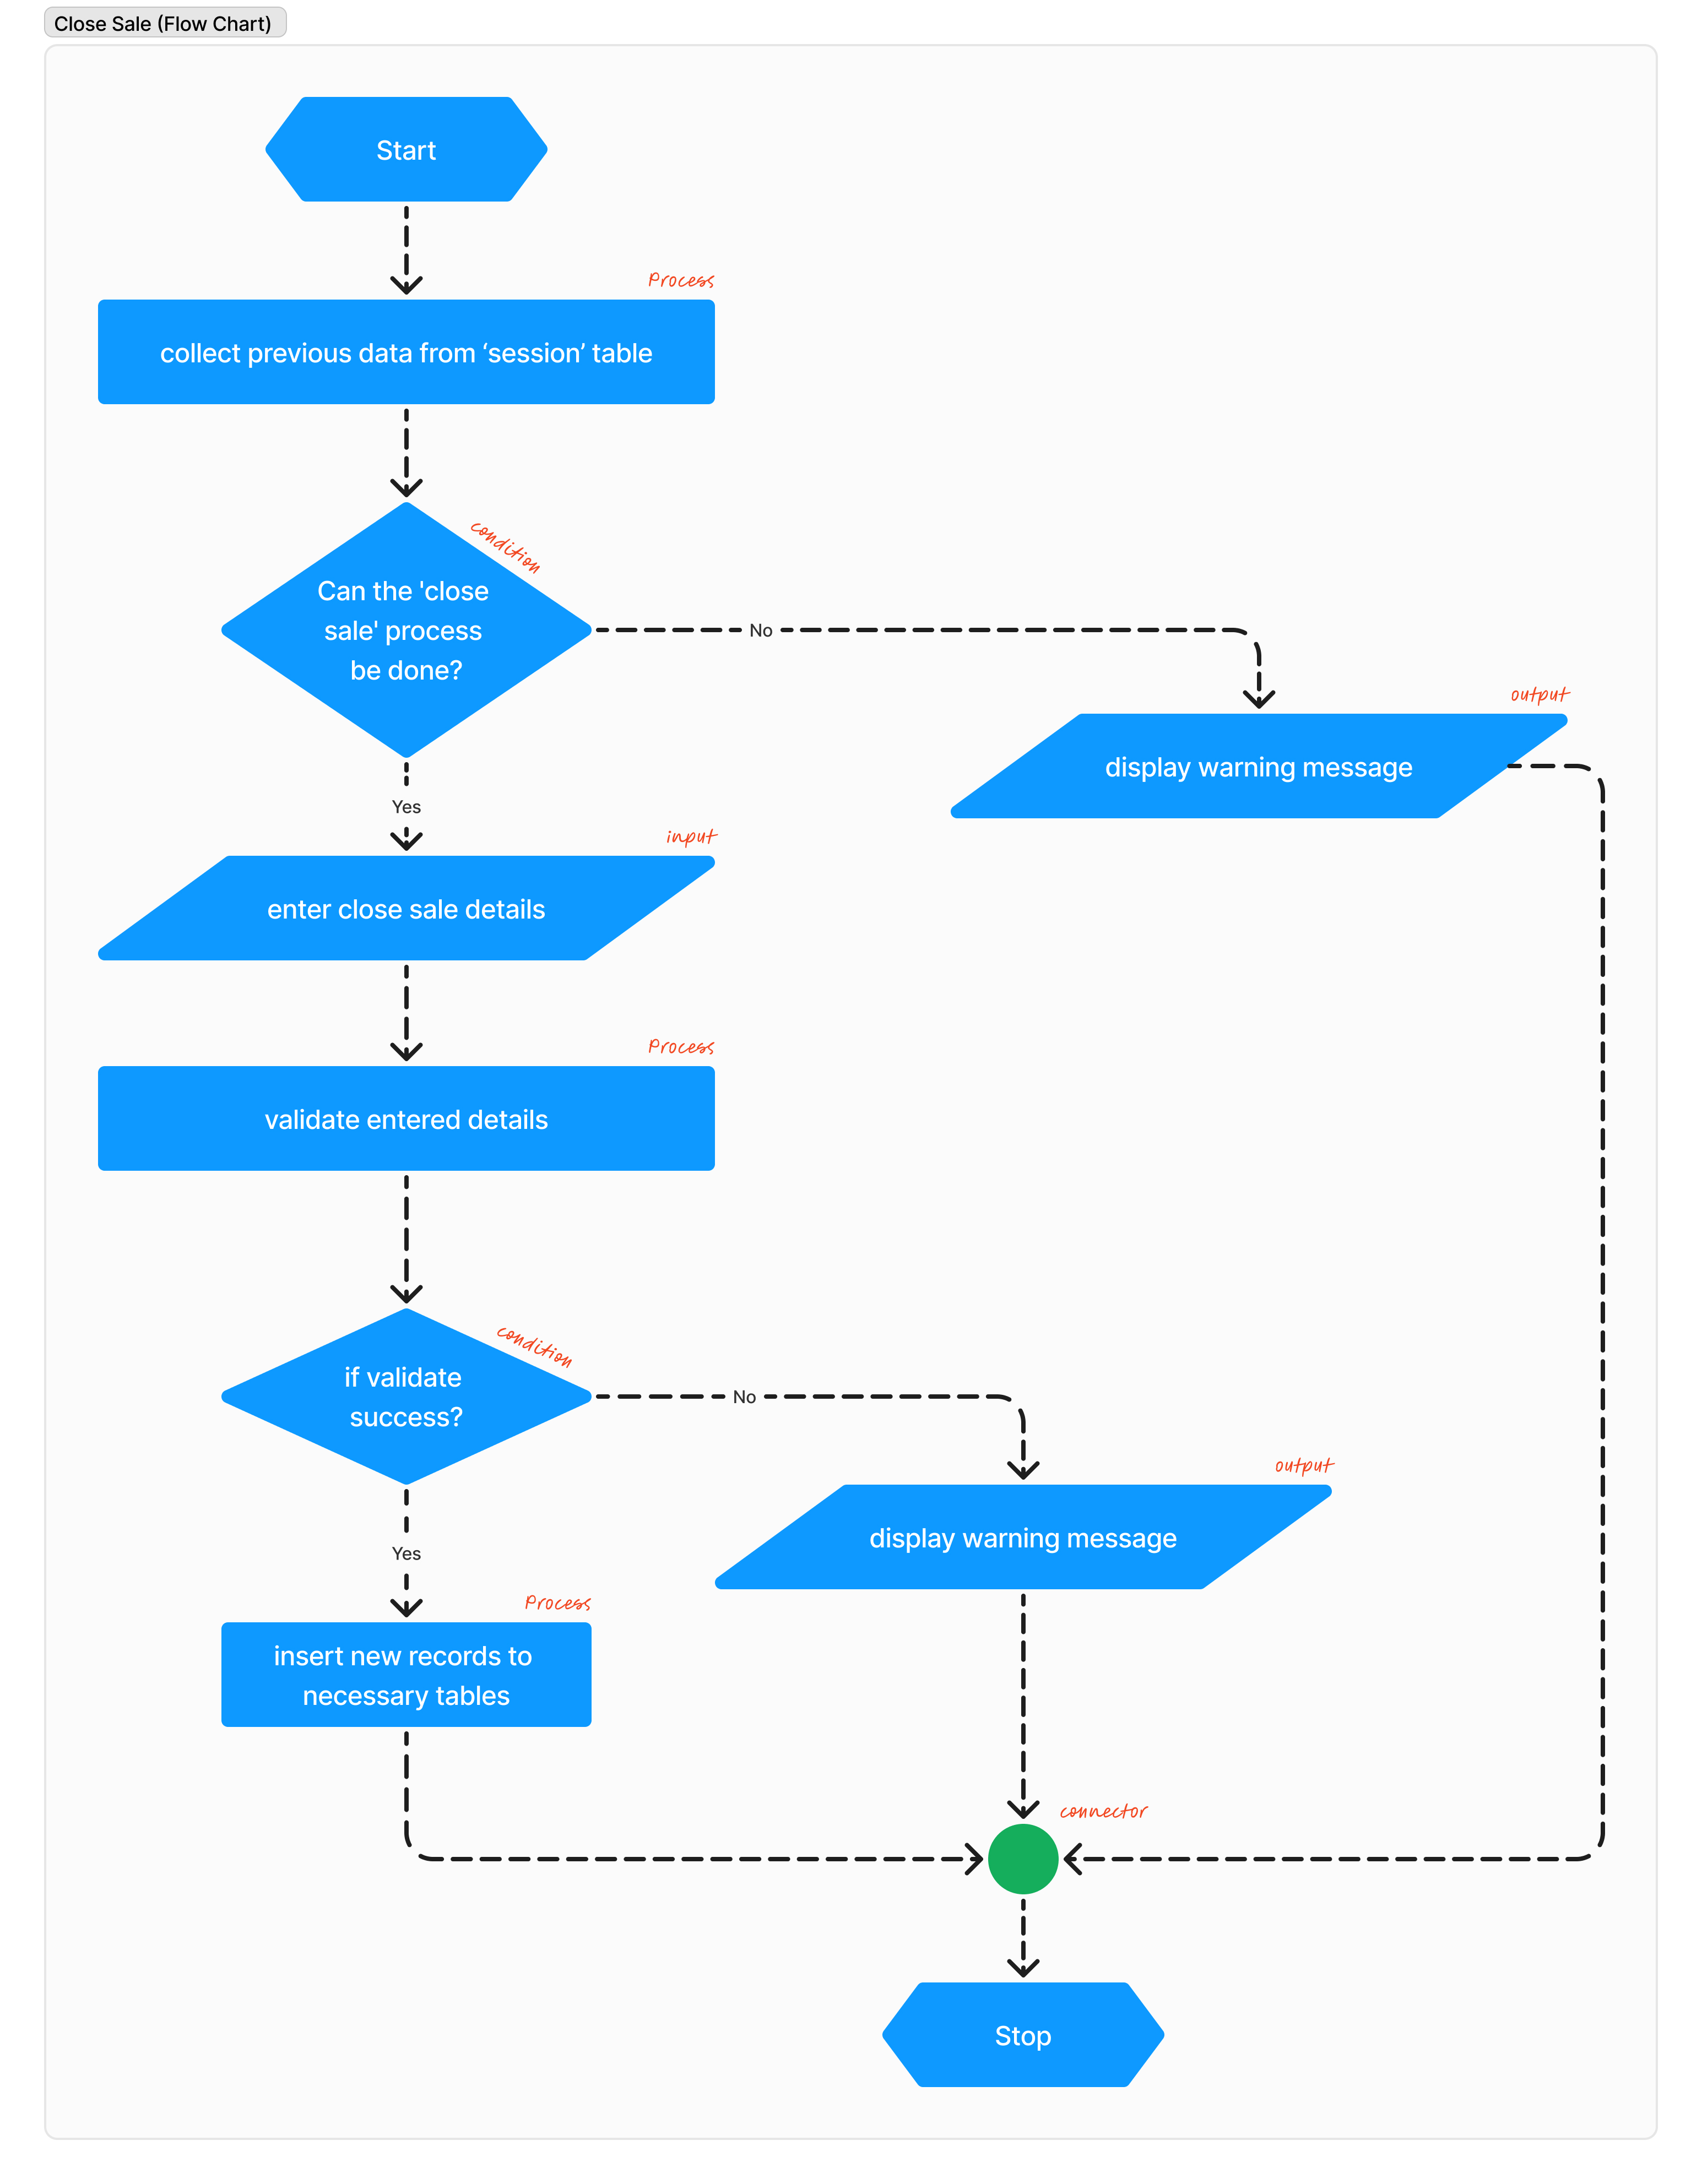 Close Sale (Flow Chart)
Start
Process
collect previous data from ‘session’ table
condition
Can the 'close
sale' process
be done?
No
output
display warning message
Yes
input
enter close sale details
Process
validate entered details
condition
if validate
success?
No
output
display warning message
Yes
Process
insert new records to
necessary tables
connector
Stop